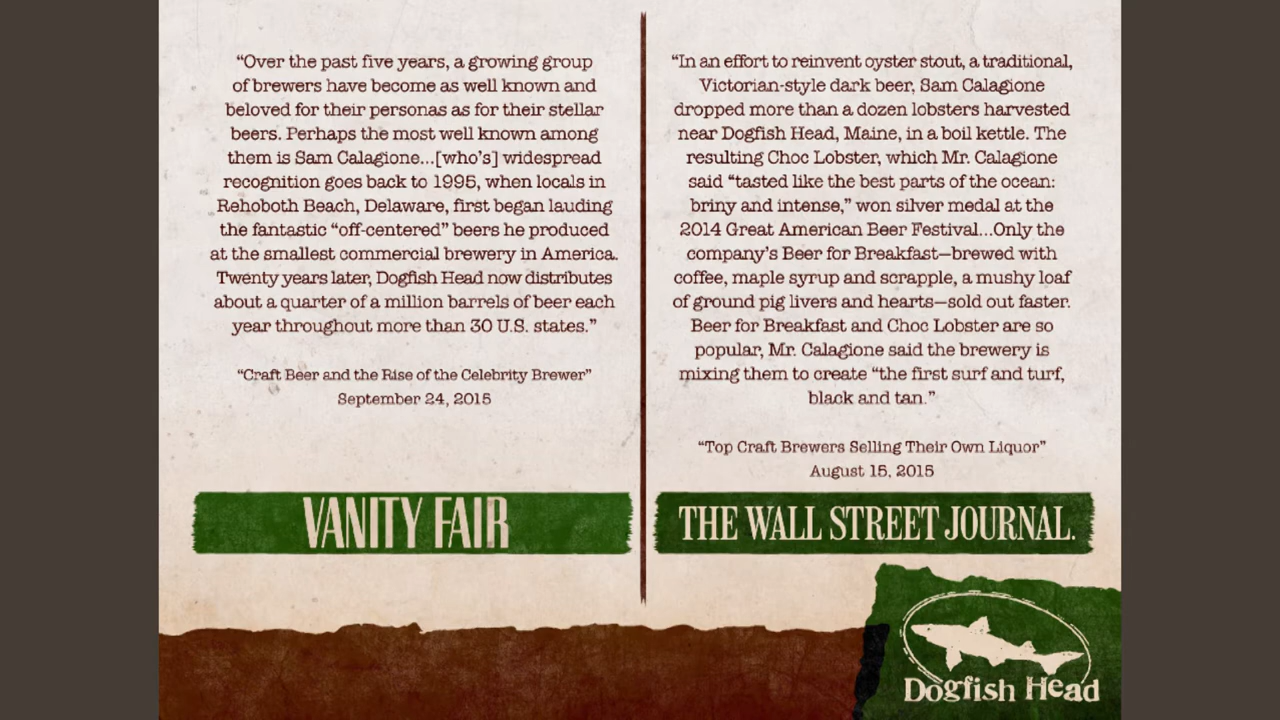 “Over the past five years, a growing group
of brewers have become as well known and
beloved for their personas as for their stellar
beers. Perhaps the most well known among
them is Sam Calagione...[who’s] widespread
recognition goes back to 1995, when locals in
Rehoboth Beach, Delaware, first began lauding
the fantastic “off-centered” beers he produced
at the smallest commercial brewery in America.
Twenty years later, Dogfish Head now distributes
about a quarter of a million barrels of beer each
year throughout more than 30 U.S. states.”
“Craft Beer and the Rise of the Celebrity Brewer”
September 24, 2015
VANITY FAIR
“In an effort to reinvent oyster stout, a traditional,
Victorian-style dark beer, Sam Calagione
dropped more than a dozen lobsters harvested
near Dogfish Head, Maine, in a boil kettle. The
resulting Choc Lobster, which Mr. Calagione
said “tasted like the best parts of the ocean:
briny and intense,” won silver medal at the
2014 Great American Beer Festival...Only the
company’s Beer for Breakfast—brewed with
coffee, maple syrup and scrapple, a mushy loaf
of ground pig livers and hearts—sold out faster.
Beer for Breakfast and Choc Lobster are so
popular, Mr. Calagione said the brewery is
mixing them to create “the first surf and turf,
black and tan.”
“Top Craft Brewers Selling Their Own Liquor”
August 15, 2015
THE WALL STREET JOURNAL.
Dogfish Head